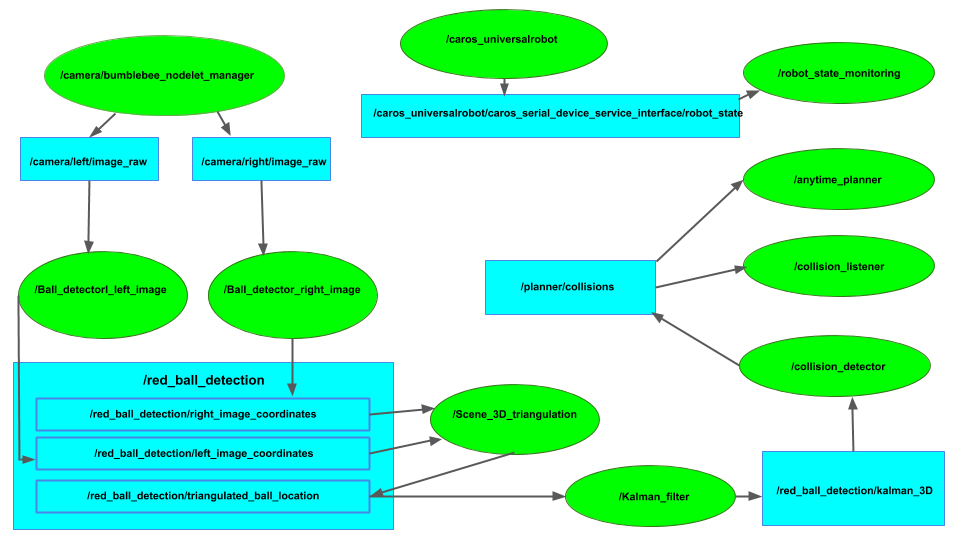 /caros_universalrobot
/camera/bumblebee_nodelet_manager
/robot_state_monitoring
/caros_universalrobot/caros_serial_device_service_interface/robot_state
/camera/left/image_raw
/camera/right/image_raw
/anytime_planner
/Ball_detectorl_left_image
/Ball_detector_right_image
/planner/collisions
/collision_listener
/collision_detector
/red_ball_detection
/red_ball_detection/right_image_coordinates
/Scene_3D_triangulation
/red_ball_detection/left_image_coordinates
/red_ball_detection/triangulated_ball_location
/Kalman_filter
/red_ball_detection/kalman_3D